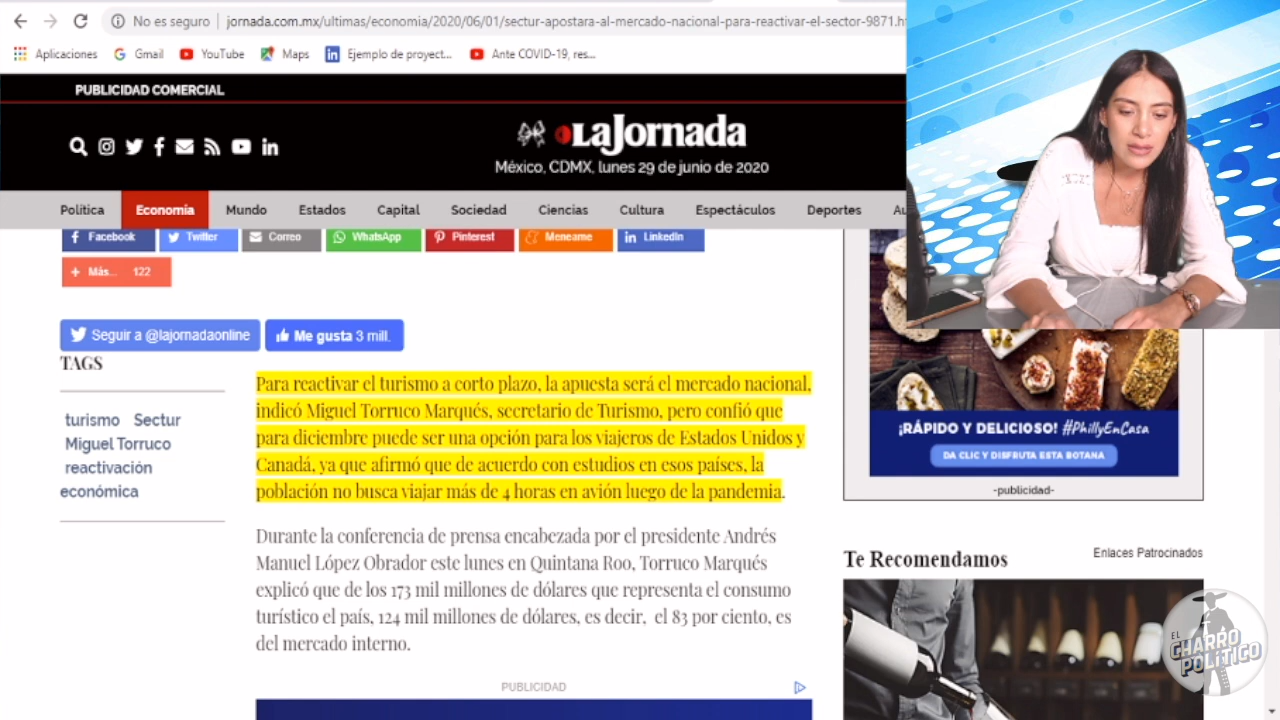 No es seguro
jornada.com.mx/ultimas/economia/2020/06/01/sectur-apostara-al-mercado-nacional-para-reactivar-el-sector-9871.h
Aplicaciones Gmail YouTube Maps Ejemplo de proyect... Ante COVID-19, res...
PUBLICIDAD COMERCIAL
LaJornada
México, CDMX, lunes 29 de junio de 2020
Política Economía Mundo Estados Capital Sociedad Ciencias Cultura Espectáculos Deportes Au
Facebook Twitter Correo WhatsApp Pinterest Meneame LinkedIn
+ Más... 122
Seguir a @lajornadaonline Me gusta 3 mill.
TAGS
turismo Sectur
Miguel Torruco
reactivación
económica
Para reactivar el turismo a corto plazo, la apuesta será el mercado nacional,
indicó Miguel Torruco Marqués, secretario de Turismo, pero confió que
para diciembre puede ser una opción para los viajeros de Estados Unidos y
Canadá, ya que afirmó que de acuerdo con estudios en esos países, la
población no busca viajar más de 4 horas en avión luego de la pandemia.
Durante la conferencia de prensa encabezada por el presidente Andrés
Manuel López Obrador este lunes en Quintana Roo, Torruco Marqués
explicó que de los 173 mil millones de dólares que representa el consumo
turístico el país, 124 mil millones de dólares, es decir, el 83 por ciento, es
del mercado interno.
PUBLICIDAD
¡RÁPIDO Y DELICIOSO! #PhillyEnCasa
DA CLIC Y DISFRUTA ESTA BOTANA
-publicidad-
Te Recomendamos
Enlaces Patrocinados
EL
CHARRO
POLÍTICO